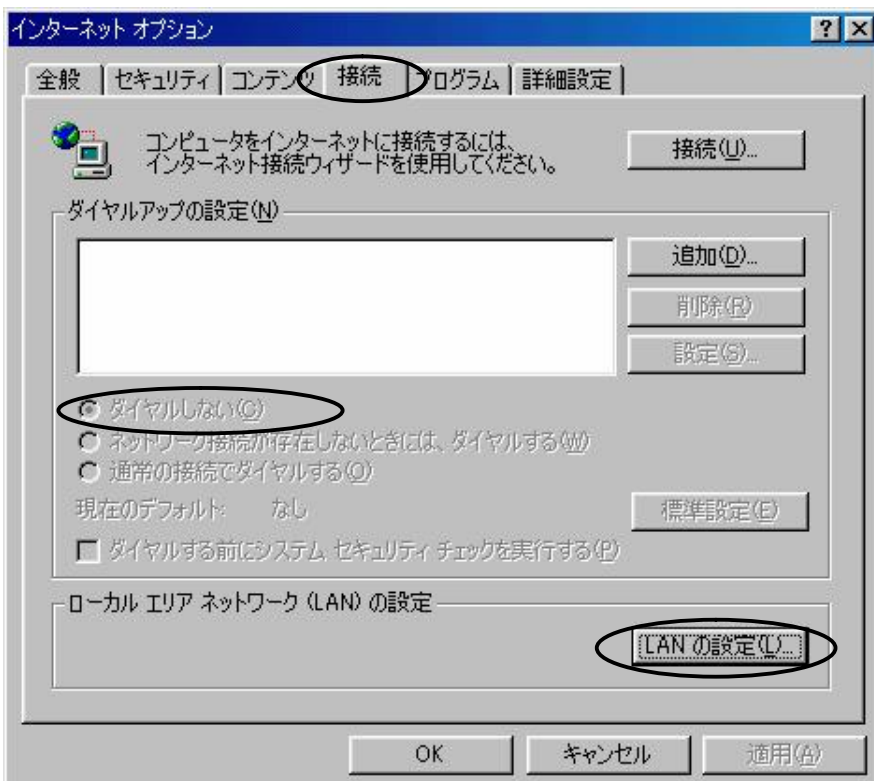 インターネット オプション
全般 セキュリティ コンテンツ 接続 プログラム 詳細設定
コンピュータをインターネットに接続するには、
インターネット接続ウィザードを使用してください。
接続(U)...
ダイヤルアップの設定(N)
追加(D)...
削除(R)
設定(S)...
ダイヤルしない(C)
ネットワーク接続が存在しないときには、ダイヤルする(W)
通常の接続でダイヤルする(O)
現在のデフォルト: なし
標準設定(E)
ダイヤルする前にシステム セキュリティ チェックを実行する(P)
ローカル エリア ネットワーク (LAN) の設定
LAN の設定(L)...
OK キャンセル 適用(A)